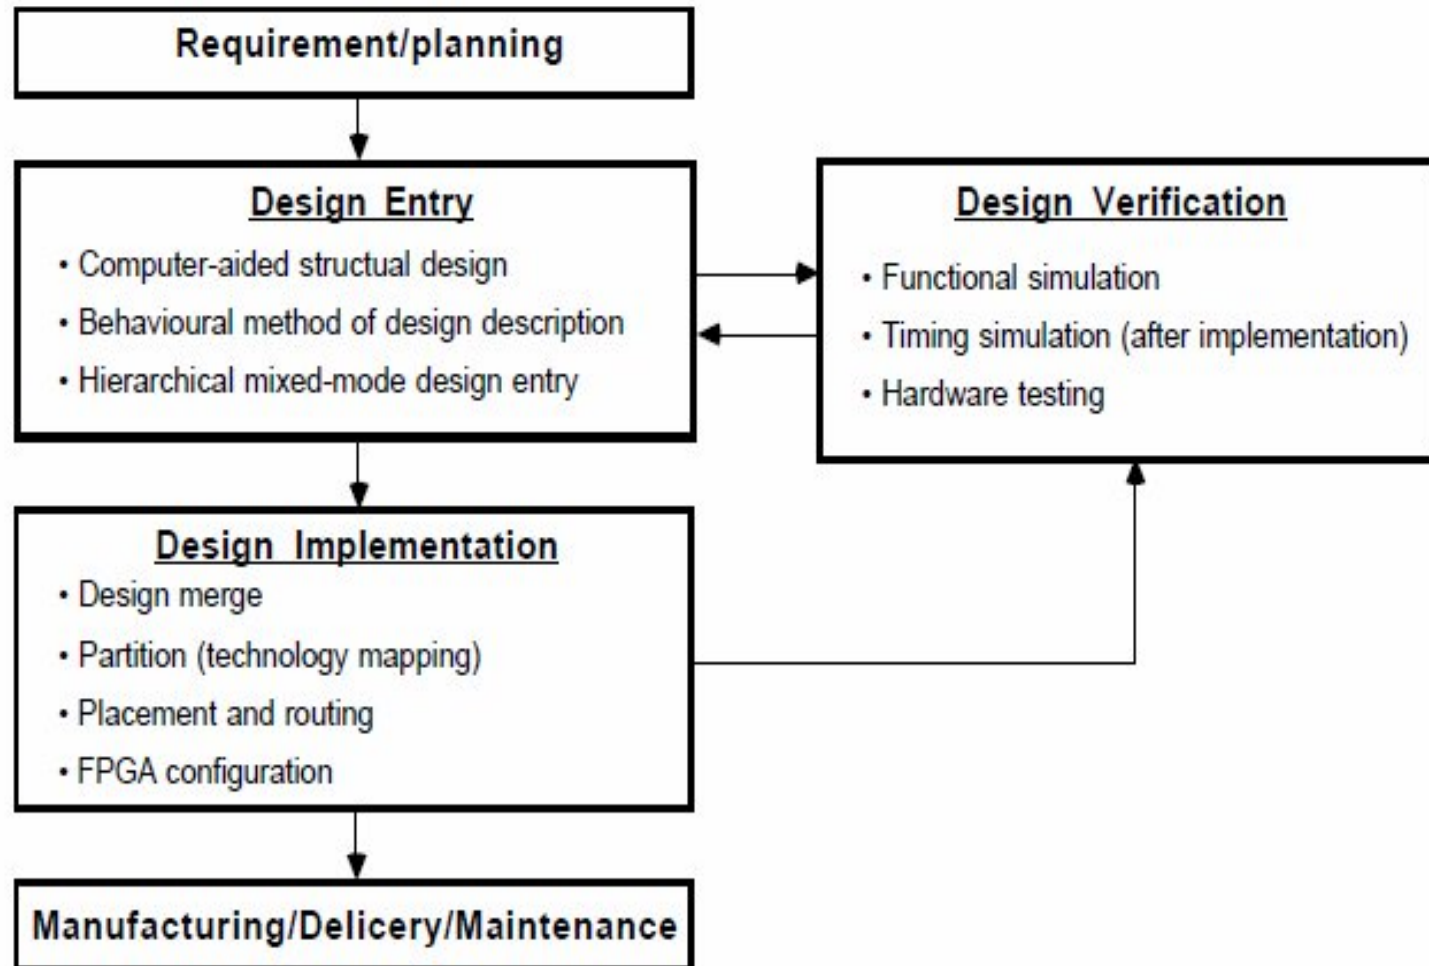 Requirement/planning
Design Entry
• Computer-aided structual design
• Behavioural method of design description
• Hierarchical mixed-mode design entry
Design Verification
• Functional simulation
• Timing simulation (after implementation)
• Hardware testing
Design Implementation
• Design merge
• Partition (technology mapping)
• Placement and routing
• FPGA configuration
Manufacturing/Delicery/Maintenance